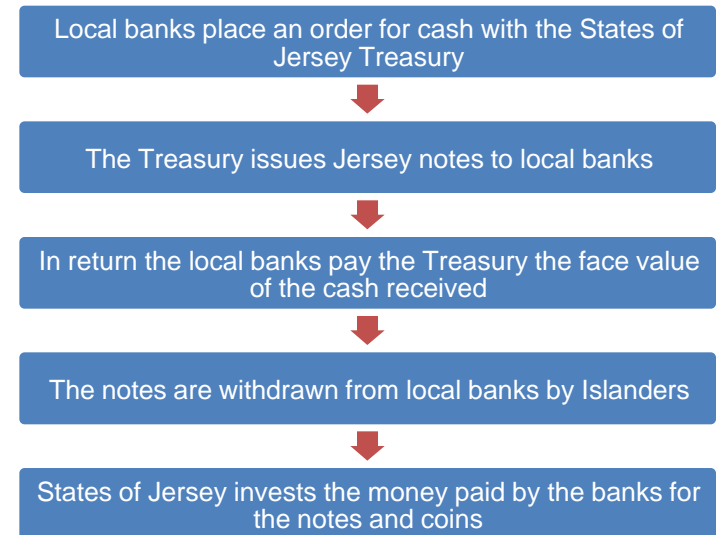 Local banks place an order for cash with the States of
Jersey Treasury
The Treasury issues Jersey notes to local banks
In return the local banks pay the Treasury the face value
of the cash received
The notes are withdrawn from local banks by Islanders
States of Jersey invests the money paid by the banks for
the notes and coins